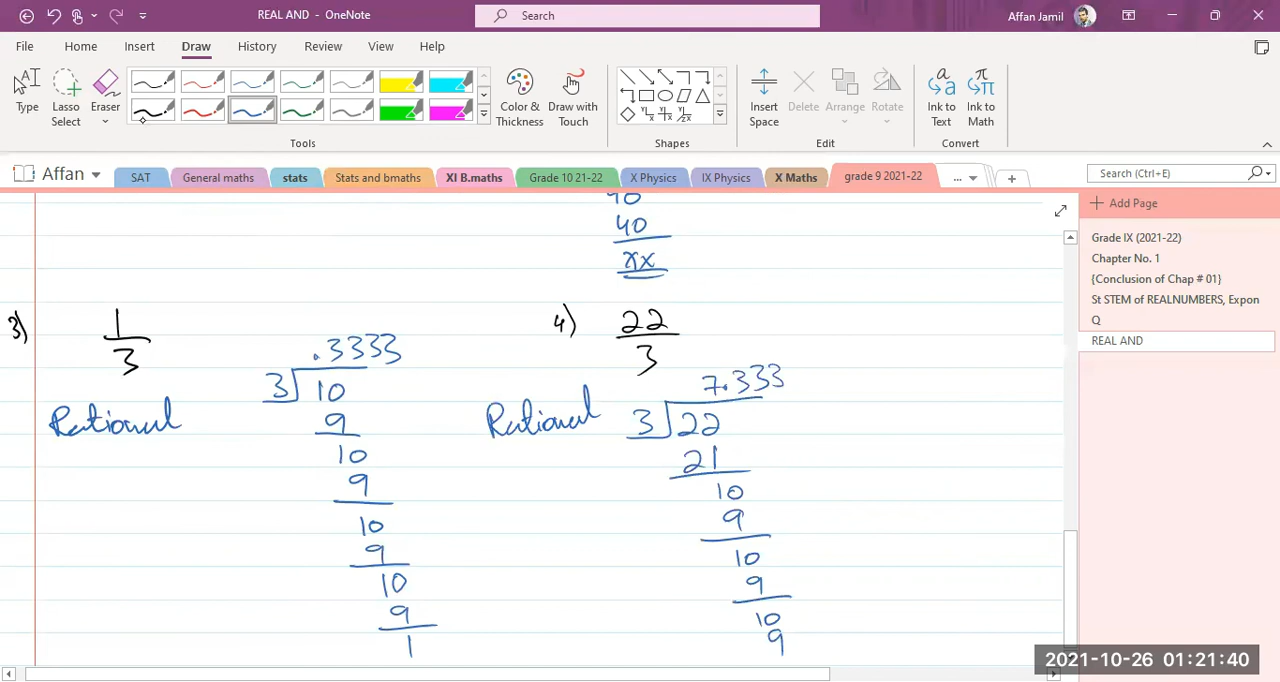 REAL AND - OneNote
Search
Affan Jamil
File Home Insert Draw History Review View Help
Type
Lasso Select
Eraser
Color & Thickness
Draw with Touch
Insert Space
Delete
Arrange
Rotate
Ink to Text
Ink to Math
Tools
Shapes
Edit
Convert
Affan
SAT
General maths
stats
Stats and bmaths
XI B.maths
Grade 10 21-22
X Physics
IX Physics
X Maths
grade 9 2021-22
...
Search (Ctrl+E)
Add Page
Grade IX (2021-22)
Chapter No. 1
{Conclusion of Chap # 01}
St STEM of REALNUMBERS, Expon
Q
REAL AND
40
40
xx
3) 1/3
.3333
3 10
Rational
9
10
9
10
9
10
9
1
4) 22/3
7.333
Rational
3 22
21
10
9
10
9
10
9
2021-10-26 01:21:40